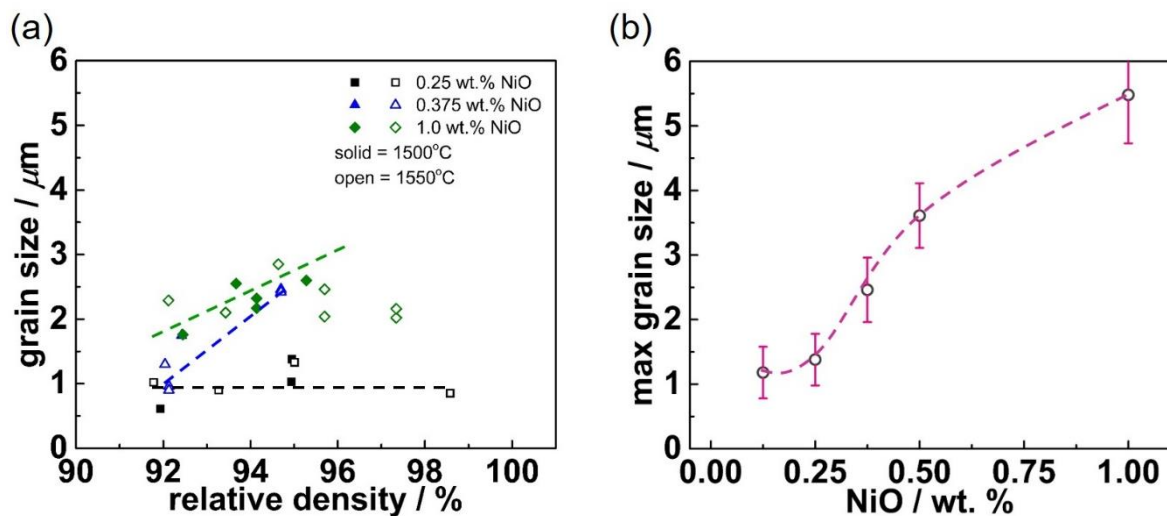 (a)
6
5
4
3
2
1
0
grain size / μm
0.25 wt.% NiO
0.375 wt.% NiO
1.0 wt.% NiO
solid = 1500°C
open = 1550°C
90 92 94 96 98 100
relative density / %
(b)
6
5
4
3
2
1
0
max grain size / μm
0.00 0.25 0.50 0.75 1.00
NiO / wt. %